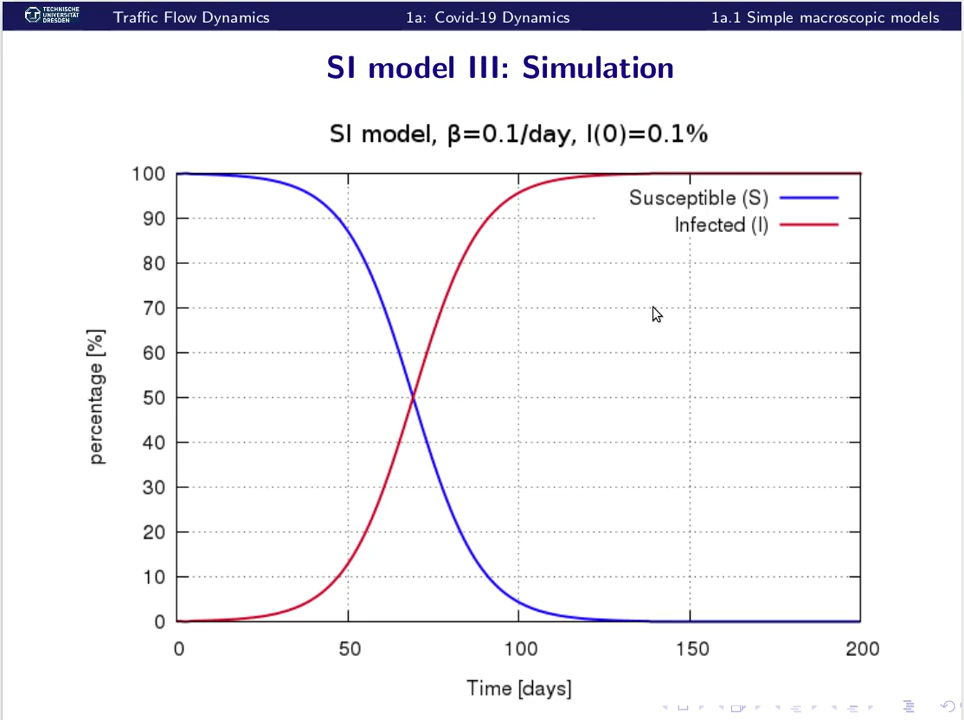 TECHNISCHE
UNIVERSITÄT
DRESDEN
Traffic Flow Dynamics 1a: Covid-19 Dynamics 1a.1 Simple macroscopic models
SI model III: Simulation
SI model, β=0.1/day, I(0)=0.1%
100
Susceptible (S)
90
Infected (I)
80
70
60
50
40
30
20
10
0
percentage [%]
0 50 100 150 200
Time [days]